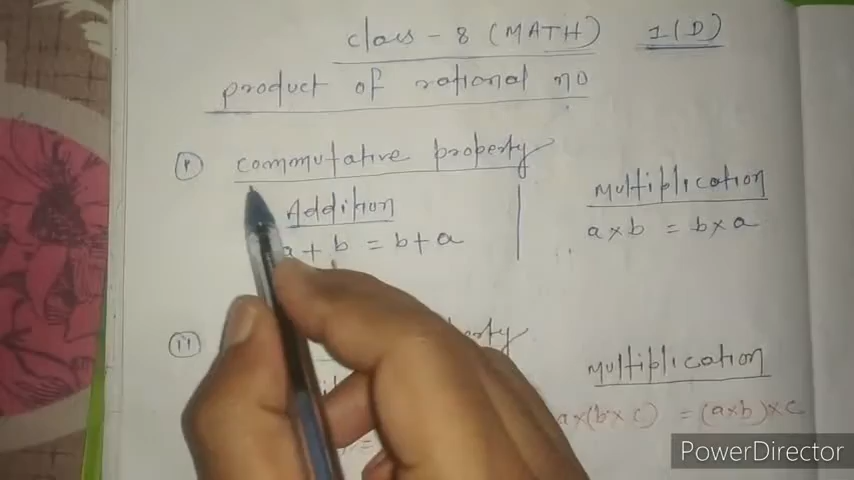 class - 8 (MATH) 1(D)
product of rational no
(i) commutative property
Addition
Multiplication
a + b = b + a
a × b = b × a
(ii)
Multiplication
a×(b×c) = (a×b)×c
PowerDirector